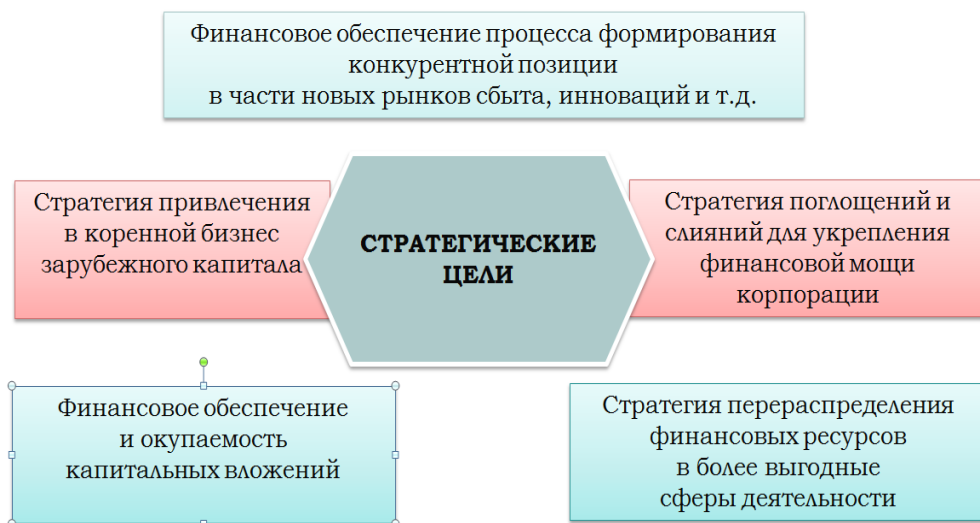 Финансовое обеспечение процесса формирования
конкурентной позиции
в части новых рынков сбыта, инноваций и т.д.
Стратегия привлечения
в коренной бизнес
зарубежного капитала
СТРАТЕГИЧЕСКИЕ
ЦЕЛИ
Стратегия поглощений и
слияний для укрепления
финансовой мощи
корпорации
Финансовое обеспечение
и окупаемость
капитальных вложений
Стратегия перераспределения
финансовых ресурсов
в более выгодные
сферы деятельности